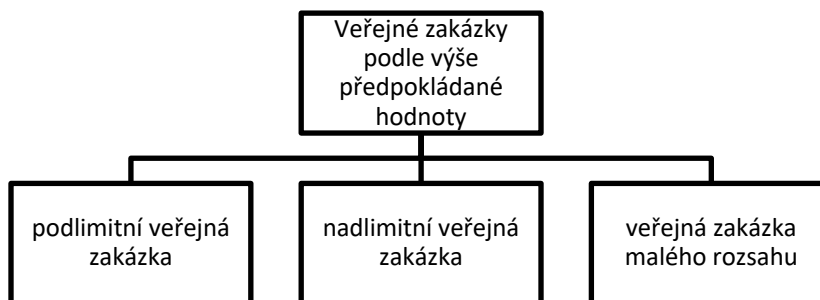 Veřejné zakázky
podle výše
předpokládané
hodnoty
podlimitní veřejná
zakázka
nadlimitní veřejná
zakázka
veřejná zakázka
malého rozsahu